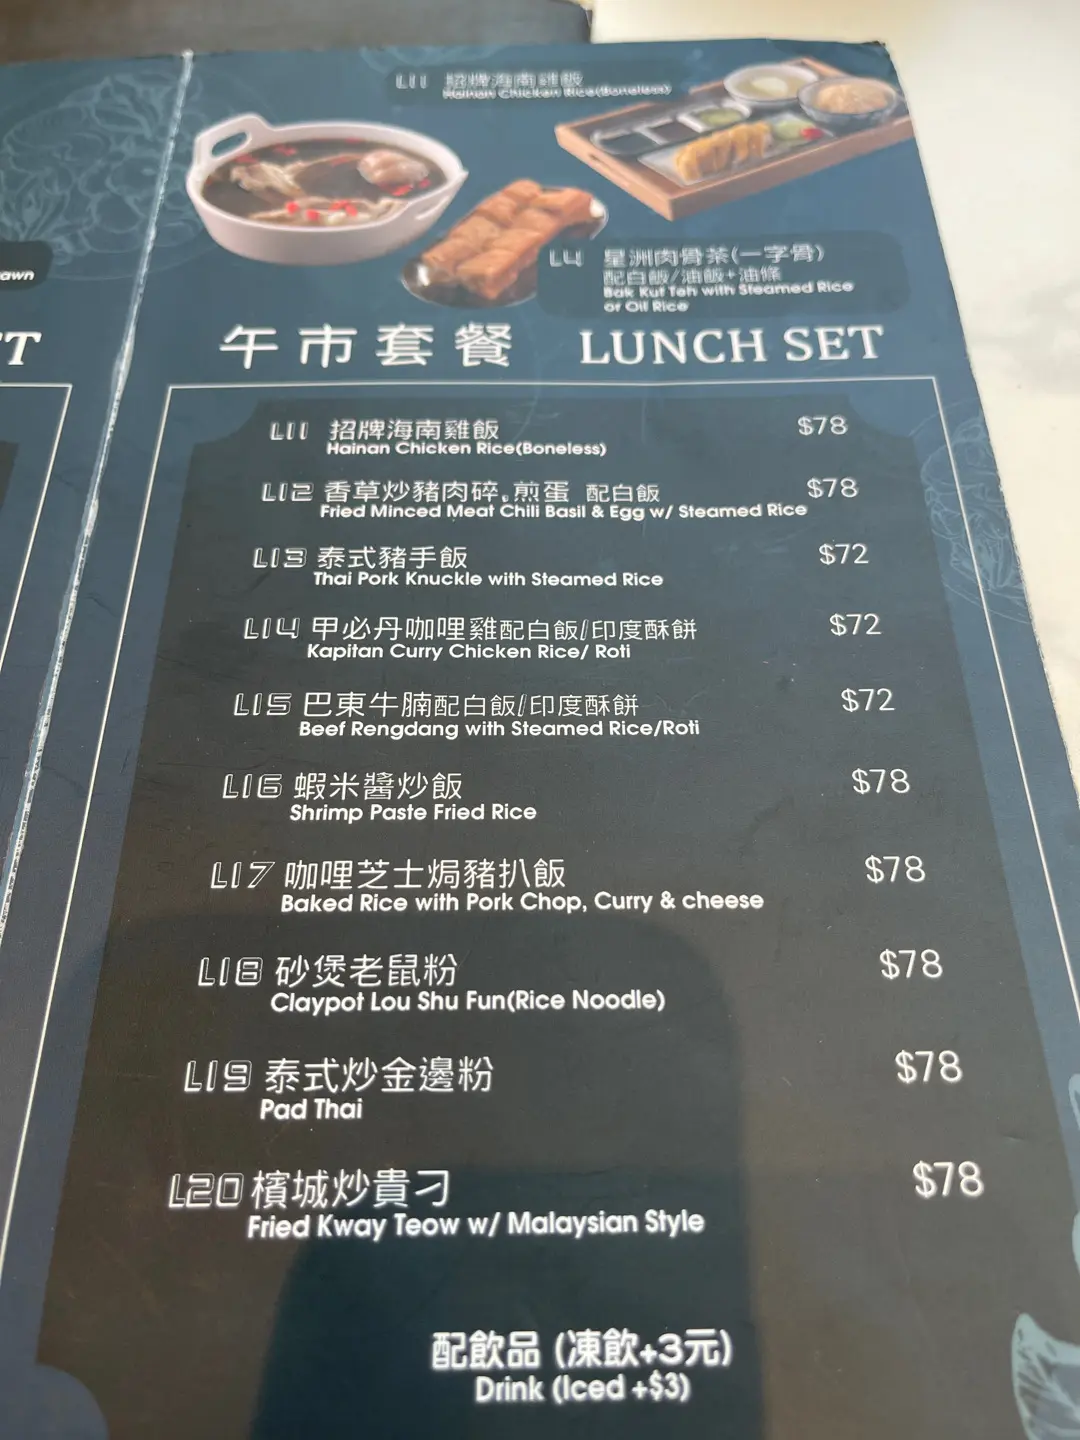 L11 招牌海南雞飯
Hainan Chicken Rice(Boneless)
L4 星洲肉骨茶(一字骨)
配白飯/油飯+油條
Bak Kut Teh with Steamed Rice
or Oil Rice
awn
T
午市套餐 LUNCH SET
L11 招牌海南雞飯 $78
Hainan Chicken Rice(Boneless)
L12 香草炒豬肉碎,煎蛋 配白飯 $78
Fried Minced Meat Chili Basil & Egg w/ Steamed Rice
L13 泰式豬手飯 $72
Thai Pork Knuckle with Steamed Rice
L14 甲必丹咖哩雞配白飯/印度酥餅 $72
Kapitan Curry Chicken Rice/ Roti
L15 巴東牛腩配白飯/印度酥餅 $72
Beef Rengdang with Steamed Rice/Roti
L16 蝦米醬炒飯 $78
Shrimp Paste Fried Rice
L17 咖哩芝士焗豬扒飯 $78
Baked Rice with Pork Chop, Curry & cheese
L18 砂煲老鼠粉 $78
Claypot Lou Shu Fun(Rice Noodle)
L19 泰式炒金邊粉 $78
Pad Thai
L20 檳城炒貴刁 $78
Fried Kway Teow w/ Malaysian Style
配飲品 (凍飲+3元)
Drink (Iced +$3)